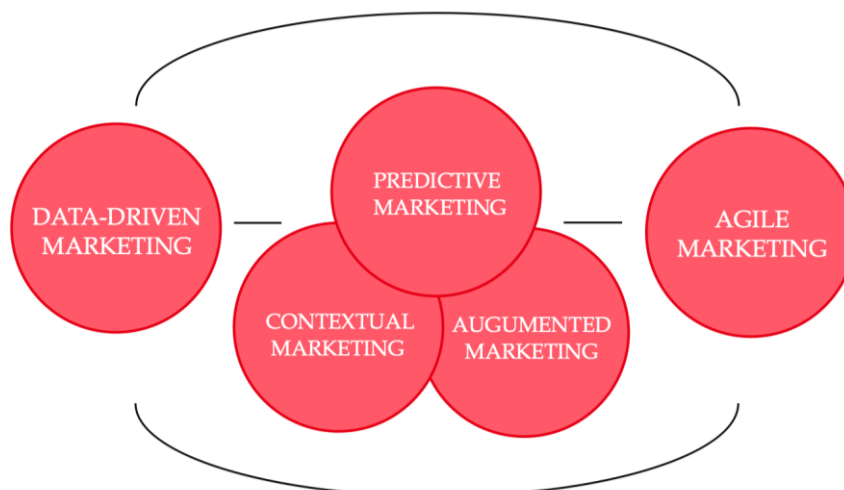 DATA-DRIVEN
MARKETING
PREDICTIVE
MARKETING
CONTEXTUAL
MARKETING
AUGUMENTED
MARKETING
AGILE
MARKETING